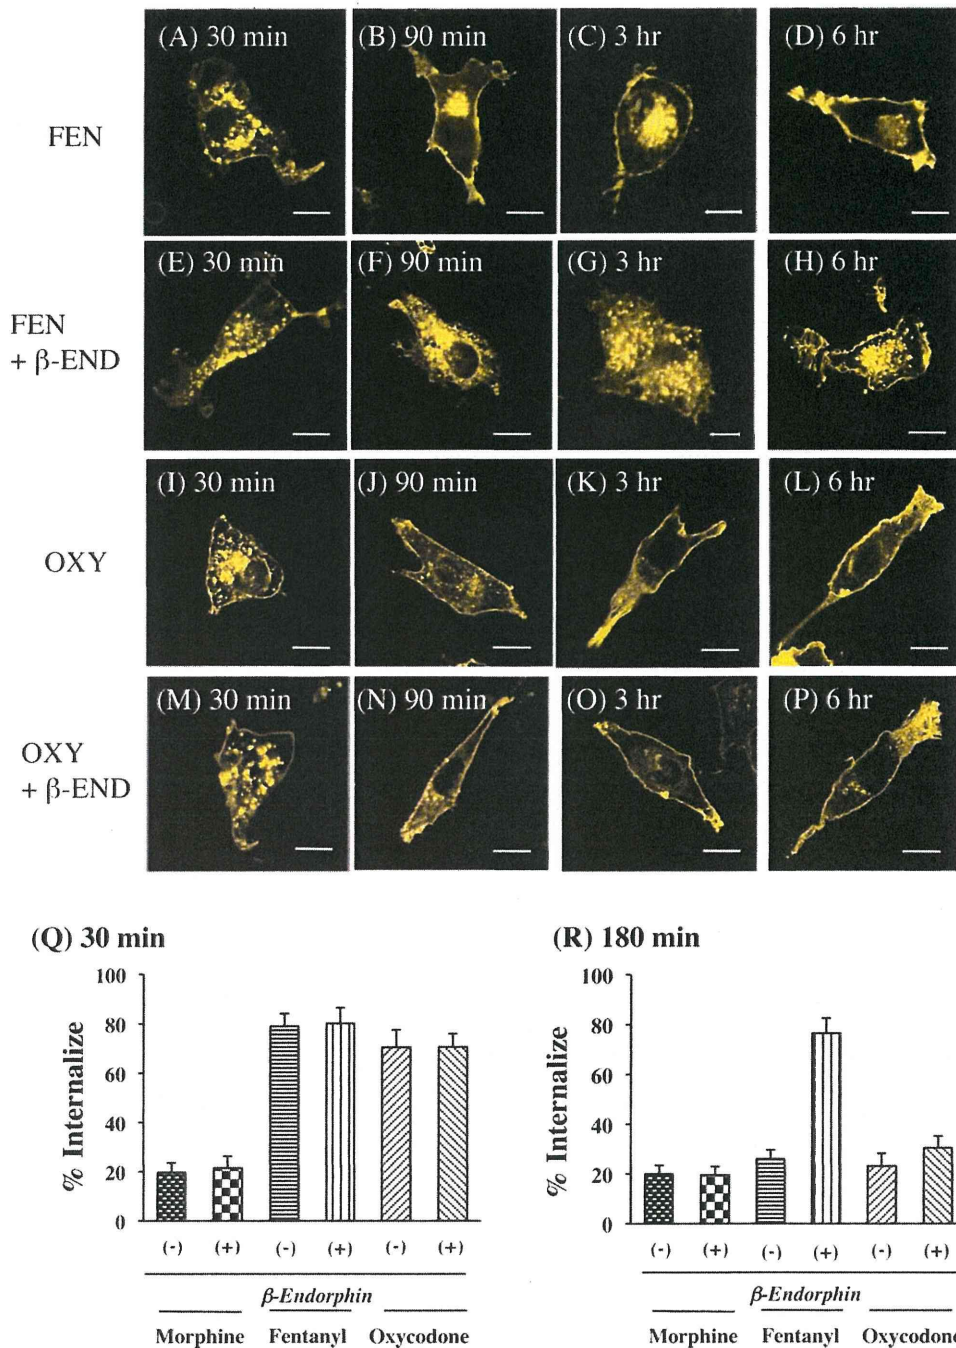 (A) 30 min
(B) 90 min
(C) 3 hr
(D) 6 hr
FEN
(E) 30 min
(F) 90 min
(G) 3 hr
(H) 6 hr
FEN
+ β-END
(I) 30 min
(J) 90 min
(K) 3 hr
(L) 6 hr
OXY
(M) 30 min
(N) 90 min
(O) 3 hr
(P) 6 hr
OXY
+ β-END
(Q) 30 min
% Internalize
100
80
60
40
20
0
(-) (+) (-) (+) (-) (+)
β-Endorphin
Morphine Fentanyl Oxycodone
(R) 180 min
% Internalize
100
80
60
40
20
0
(-) (+) (-) (+) (-) (+)
β-Endorphin
Morphine Fentanyl Oxycodone